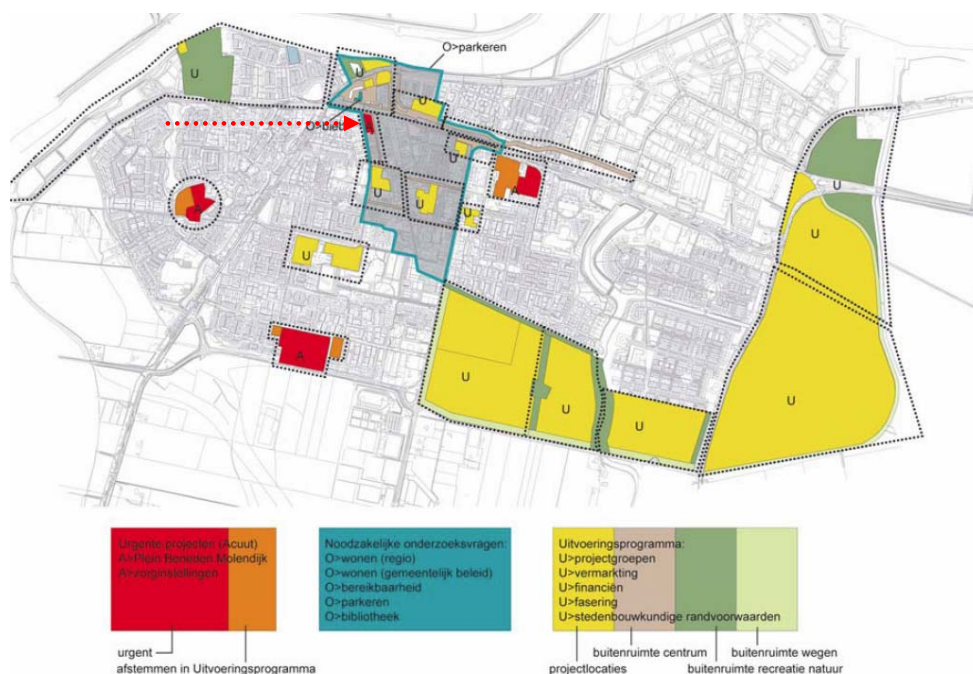 O>parkeren
U
U
U
O>bieb
A
U
U
A
U
A
U
U
U
U
U
A
U
U
U
U
Urgente projecten (Acuut)
A>Plein Beneden Molendijk
A>zorginstellingen
urgent
afstemmen in Uitvoeringsprogramma
Noodzakelijke onderzoeksvragen:
O>wonen (regio)
O>wonen (gemeentelijk beleid)
O>bereikbaarheid
O>parkeren
O>bibliotheek
Uitvoeringsprogramma:
U>projectgroepen
U>vermarkting
U>financiën
U>fasering
U>stedenbouwkundige randvoorwaarden
buitenruimte centrum
buitenruimte wegen
projectlocaties
buitenruimte recreatie natuur